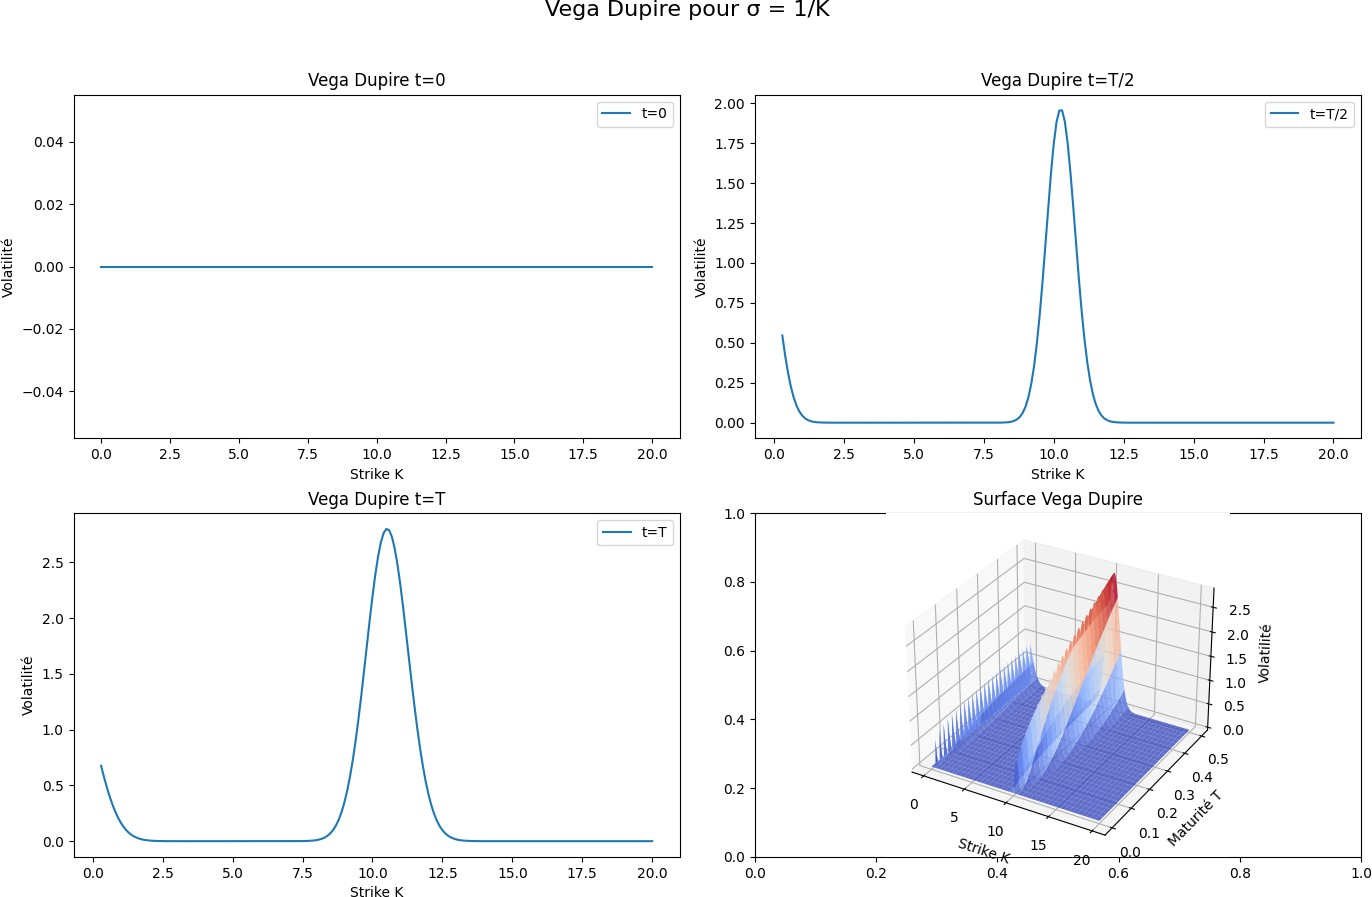 Vega Dupire pour σ = 1/K
Vega Dupire t=0
t=0
0.04
0.02
0.00
−0.02
−0.04
Volatilité
0.0 2.5 5.0 7.5 10.0 12.5 15.0 17.5 20.0
Strike K
Vega Dupire t=T/2
t=T/2
2.00
1.75
1.50
1.25
1.00
0.75
0.50
0.25
0.00
Volatilité
0.0 2.5 5.0 7.5 10.0 12.5 15.0 17.5 20.0
Strike K
Vega Dupire t=T
t=T
2.5
2.0
1.5
1.0
0.5
0.0
Volatilité
0.0 2.5 5.0 7.5 10.0 12.5 15.0 17.5 20.0
Strike K
Surface Vega Dupire
1.0
0.8
0.6
0.4
0.2
0.0
0.0 0.2 0.4 0.6 0.8 1.0
0 5 10 15 20
Strike K
0.0 0.1 0.2 0.3 0.4 0.5
Maturité T
2.5
2.0
1.5
1.0
0.5
0.0
Volatilité